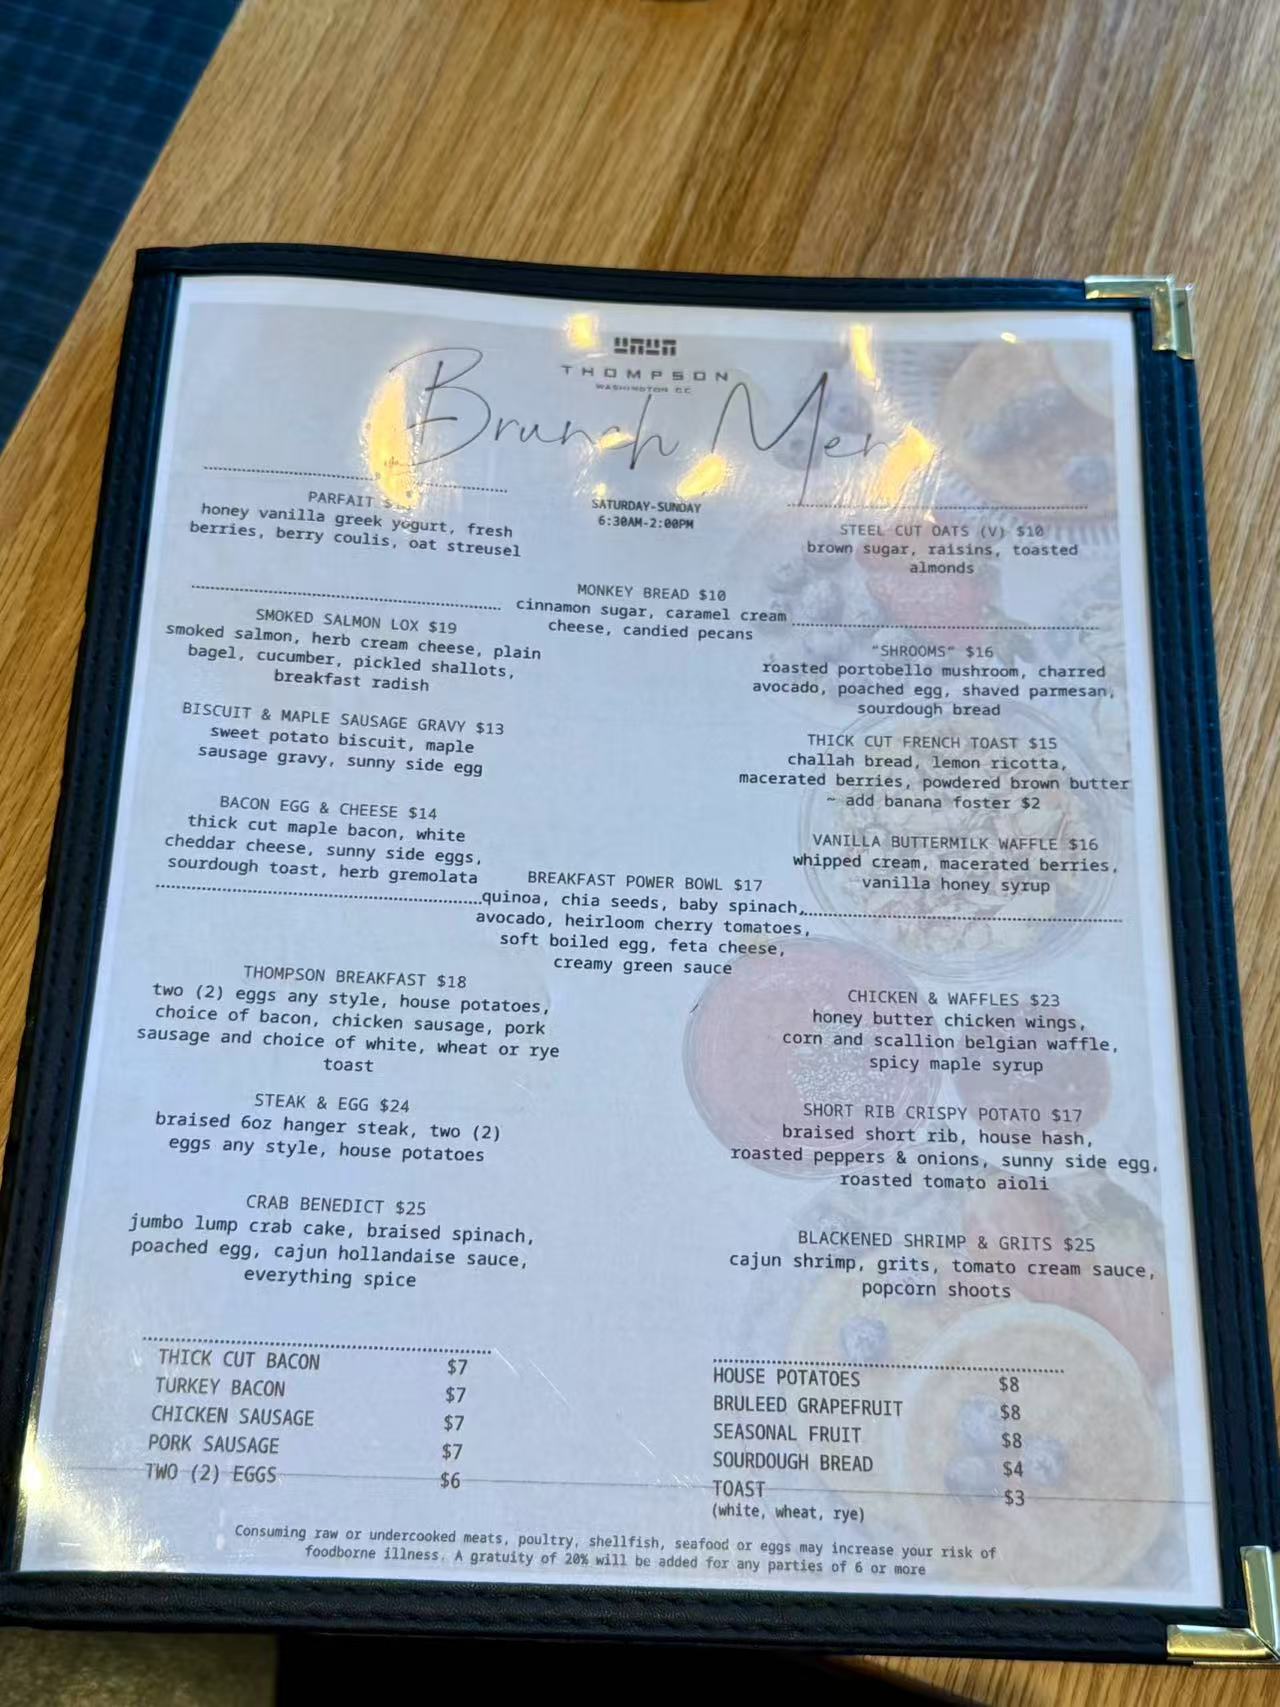 THOMPSON
WASHINGTON D.C.
Brunch
SATURDAY-SUNDAY
6:30AM-2:00PM
PARFAIT
honey vanilla greek yogurt, fresh
berries, berry coulis, oat streusel
STEEL CUT OATS (V) $10
brown sugar, raisins, toasted
almonds
MONKEY BREAD $10
cinnamon sugar, caramel cream
cheese, candied pecans
SMOKED SALMON LOX $19
smoked salmon, herb cream cheese, plain
bagel, cucumber, pickled shallots,
breakfast radish
BISCUIT & MAPLE SAUSAGE GRAVY $13
sweet potato biscuit, maple
sausage gravy, sunny side egg
BACON EGG & CHEESE $14
thick cut maple bacon, white
cheddar cheese, sunny side eggs,
sourdough toast, herb gremolata
"SHROOMS" $16
roasted portobello mushroom, charred
avocado, poached egg, shaved parmesan,
sourdough bread
THICK CUT FRENCH TOAST $15
challah bread, lemon ricotta,
macerated berries, powdered brown butter
~ add banana foster $2
VANILLA BUTTERMILK WAFFLE $16
whipped cream, macerated berries,
vanilla honey syrup
BREAKFAST POWER BOWL $17
quinoa, chia seeds, baby spinach,
avocado, heirloom cherry tomatoes,
soft boiled egg, feta cheese,
creamy green sauce
THOMPSON BREAKFAST $18
two (2) eggs any style, house potatoes,
choice of bacon, chicken sausage, pork
sausage and choice of white, wheat or rye
toast
STEAK & EGG $24
braised 6oz hanger steak, two (2)
eggs any style, house potatoes
CRAB BENEDICT $25
jumbo lump crab cake, braised spinach,
poached egg, cajun hollandaise sauce,
everything spice
CHICKEN & WAFFLES $23
honey butter chicken wings,
corn and scallion belgian waffle,
spicy maple syrup
SHORT RIB CRISPY POTATO $17
braised short rib, house hash,
roasted peppers & onions, sunny side egg,
roasted tomato aioli
BLACKENED SHRIMP & GRITS $25
cajun shrimp, grits, tomato cream sauce,
popcorn shoots
THICK CUT BACON $7
TURKEY BACON $7
CHICKEN SAUSAGE $7
PORK SAUSAGE $7
TWO (2) EGGS $6
HOUSE POTATOES $8
BRULEED GRAPEFRUIT $8
SEASONAL FRUIT $8
SOURDOUGH BREAD $4
TOAST $3
(white, wheat, rye)
Consuming raw or undercooked meats, poultry, shellfish, seafood or eggs may increase your risk of
foodborne illness. A gratuity of 20% will be added for any parties of 6 or more